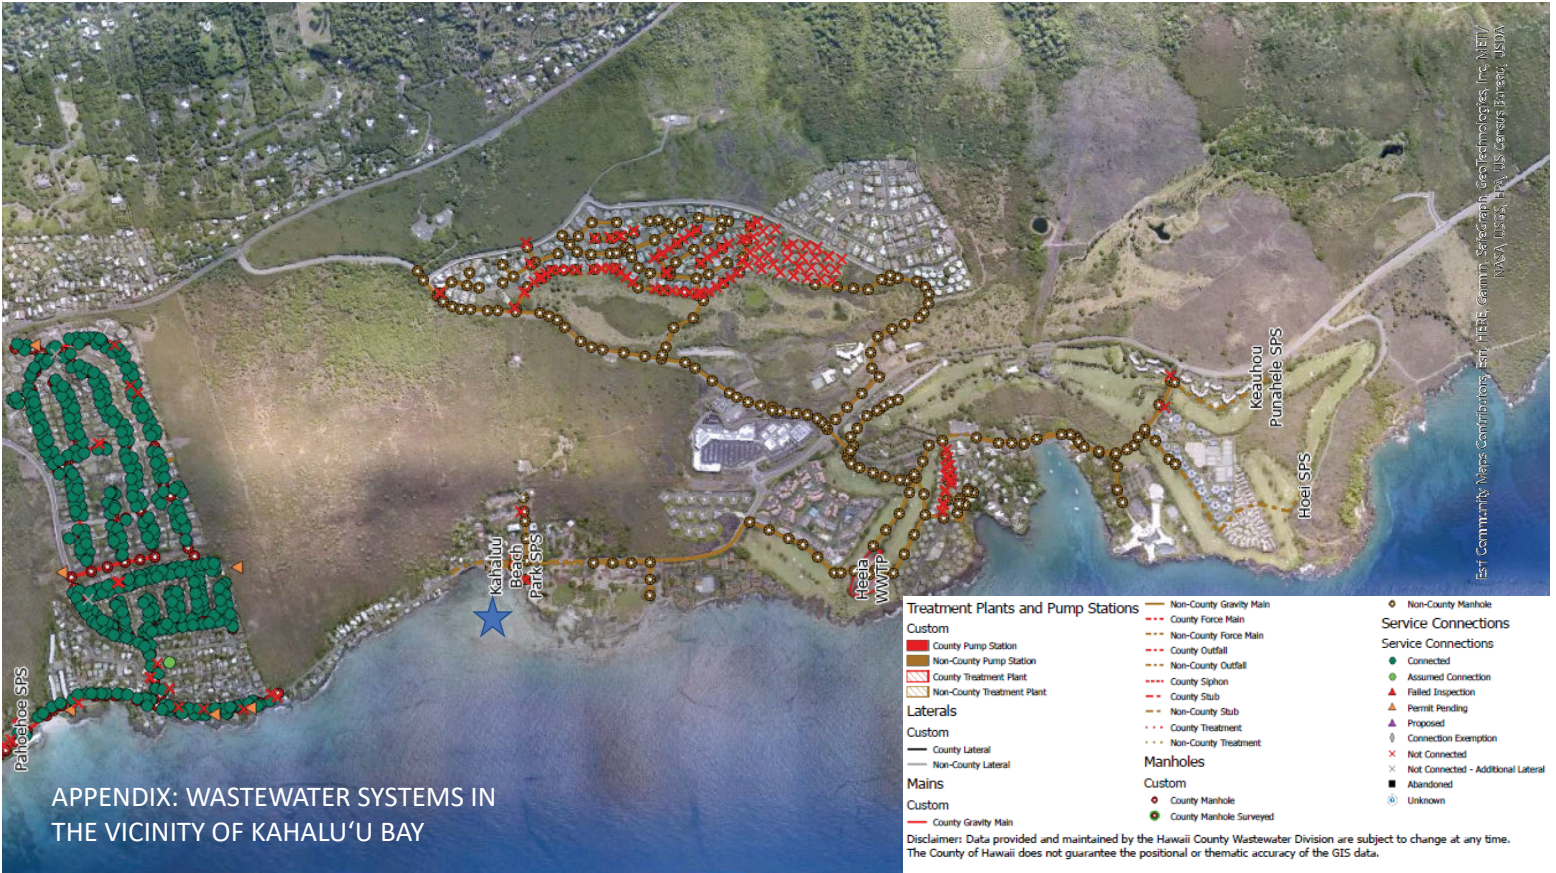 Esri Community Maps Contributors, Esri, HERE, Garmin, SafeGraph, GeoTechnologies, Inc, METI/
NASA, USGS, EPA, US Census Bureau, USDA
Keauhou
Punahele SPS
Hoei SPS
Kahaluu
Beach
Park SPS
Heeia
WWTP
Pahoehoe SPS
APPENDIX: WASTEWATER SYSTEMS IN
THE VICINITY OF KAHALUʻU BAY
Treatment Plants and Pump Stations
Custom
County Pump Station
Non-County Pump Station
County Treatment Plant
Non-County Treatment Plant
Laterals
Custom
County Lateral
Non-County Lateral
Mains
Custom
County Gravity Main
Non-County Gravity Main
County Force Main
Non-County Force Main
County Outfall
Non-County Outfall
County Siphon
County Stub
Non-County Stub
County Treatment
Non-County Treatment
Manholes
Custom
County Manhole
County Manhole Surveyed
Non-County Manhole
Service Connections
Service Connections
Connected
Assumed Connection
Failed Inspection
Permit Pending
Proposed
Connection Exemption
Not Connected
Not Connected - Additional Lateral
Abandoned
Unknown
Disclaimer: Data provided and maintained by the Hawaii County Wastewater Division are subject to change at any time.
The County of Hawaii does not guarantee the positional or thematic accuracy of the GIS data.